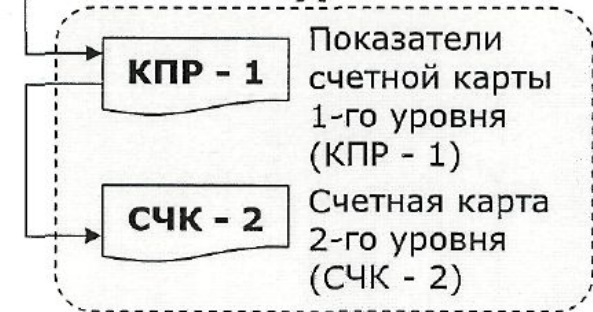 КПР - 1
Показатели
счетной карты
1-го уровня
(КПР - 1)
СЧК - 2
Счетная карта
2-го уровня
(СЧК - 2)